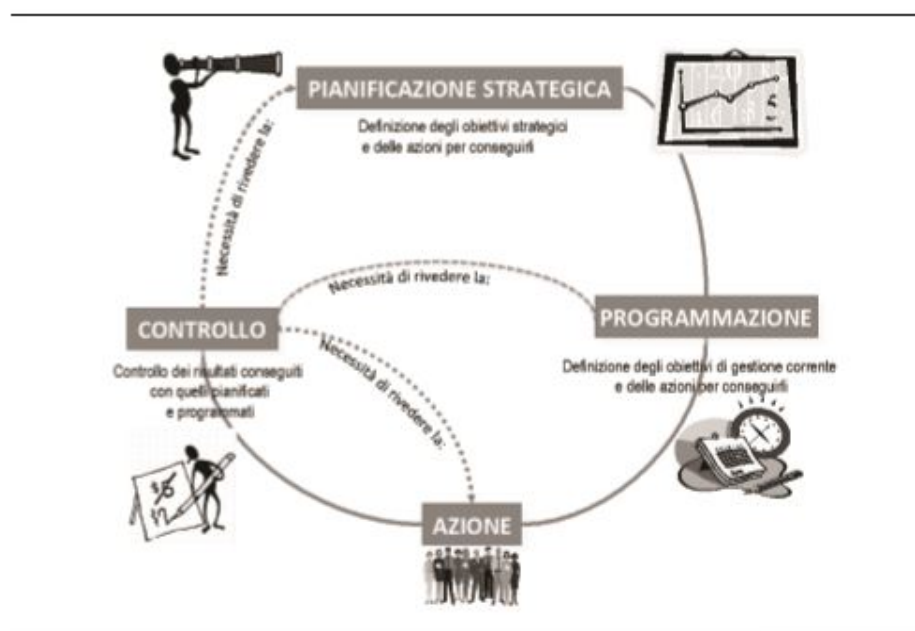 PIANIFICAZIONE STRATEGICA
Definizione degli obiettivi strategici
e delle azioni per conseguirli
Necessità di rivedere la:
Necessità di rivedere la:
CONTROLLO
PROGRAMMAZIONE
Controllo dei risultati conseguiti
con quelli pianificati
e programmati
Necessità di rivedere la:
Definizione degli obiettivi di gestione corrente
e delle azioni per conseguirli
AZIONE